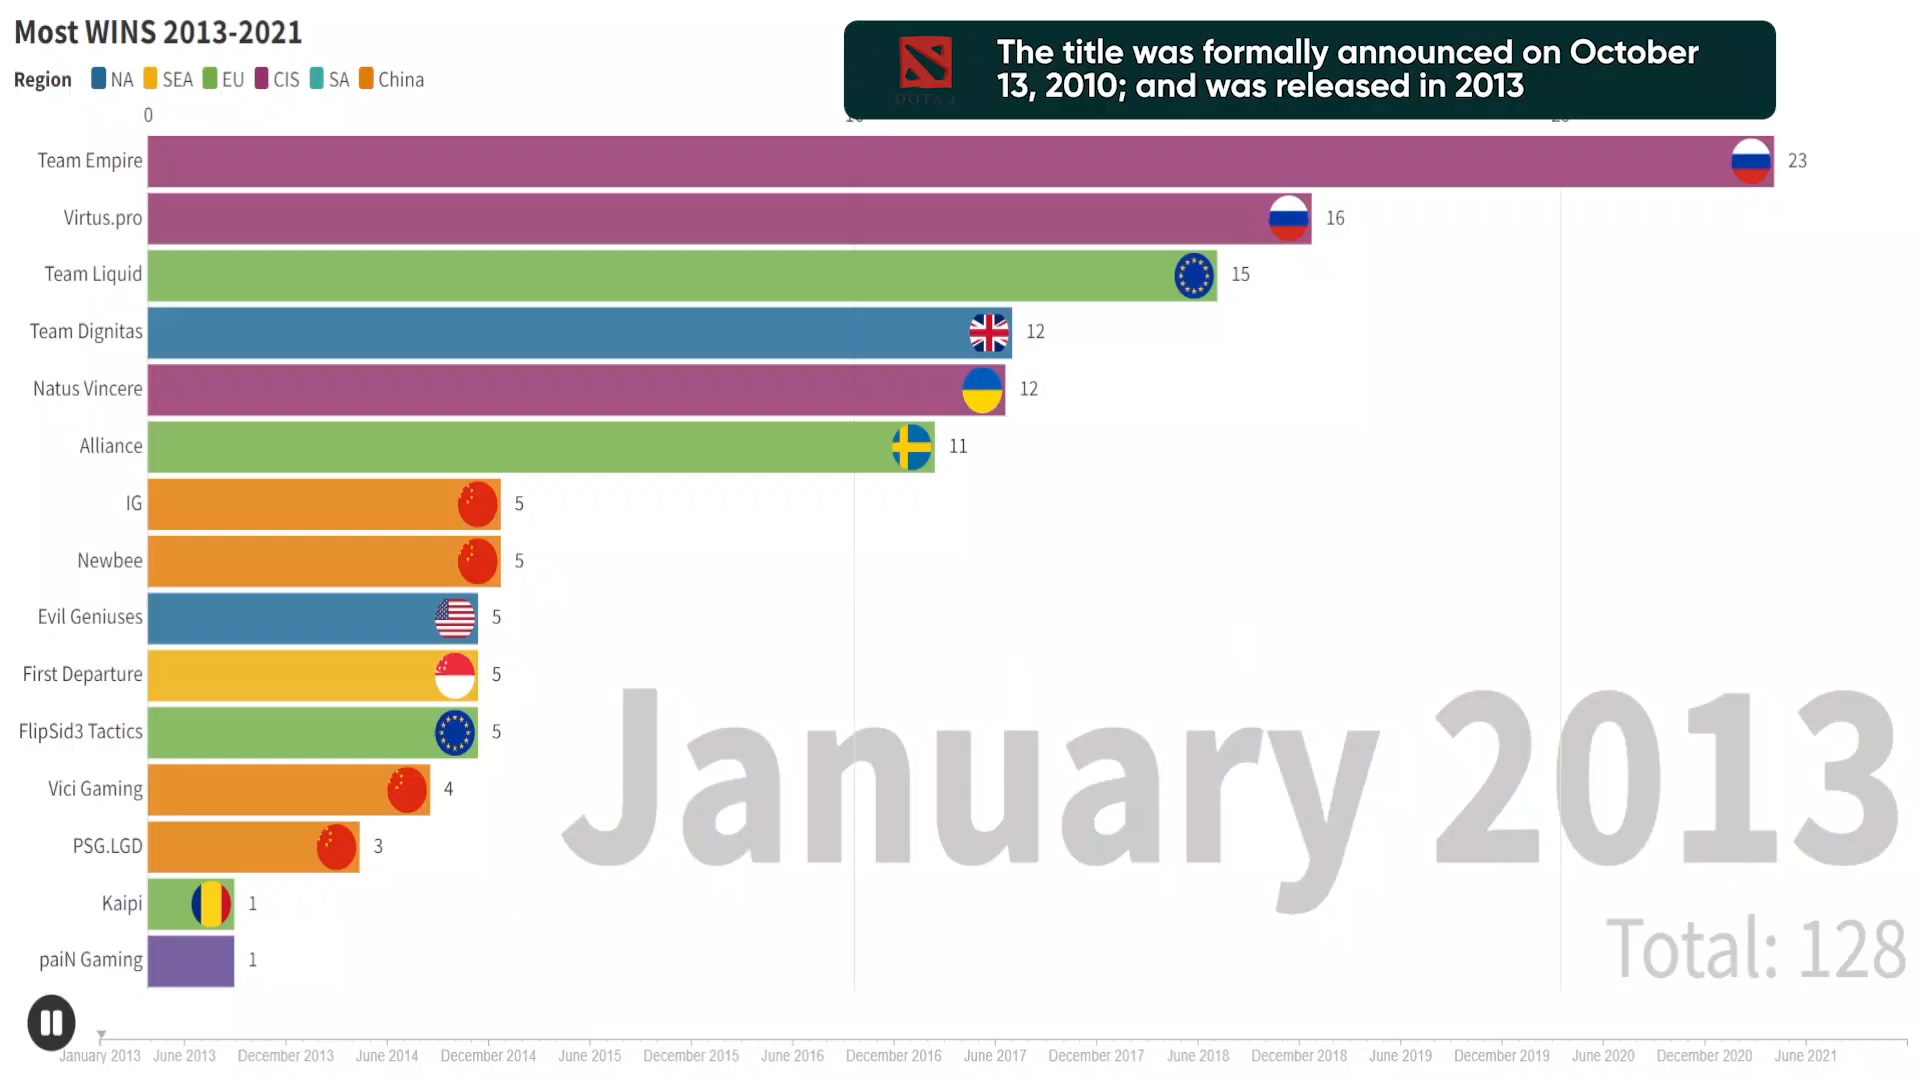 Most WINS 2013-2021
The title was formally announced on October
13, 2010; and was released in 2013
DOTA 2
Region NA SEA EU CIS SA China
0
Team Empire 23
Virtus.pro 16
Team Liquid 15
Team Dignitas 12
Natus Vincere 12
Alliance 11
IG 5
Newbee 5
Evil Geniuses 5
First Departure 5
FlipSid3 Tactics 5
Vici Gaming 4
PSG.LGD 3
Kaipi 1
paiN Gaming 1
January 2013
Total: 128
January 2013 June 2013 December 2013 June 2014 December 2014 June 2015 December 2015 June 2016 December 2016 June 2017 December 2017 June 2018 December 2018 June 2019 December 2019 June 2020 December 2020 June 2021